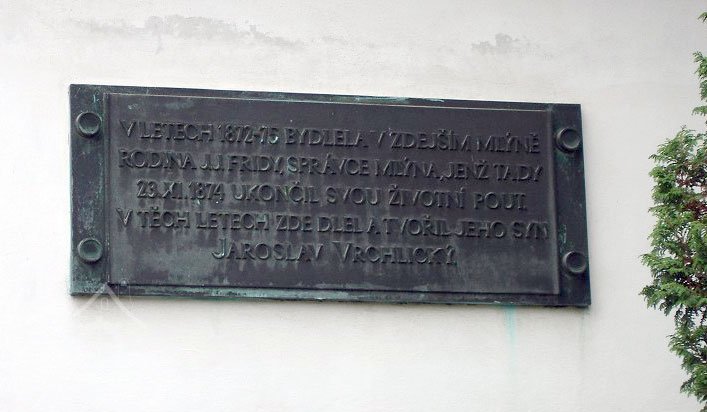 V LETECH 1872-75 BYDLELA V ZDEJŠÍM MLÝNĚ
RODINA J.J. FRIDY, SPRÁVCE MLÝNA, JENŽ TADY
23. XI. 1874 UKONČIL SVOU ŽIVOTNÍ POUT.
V TĚCH LETECH ZDE DLEL A TVOŘIL JEHO SYN
JAROSLAV VRCHLICKÝ.